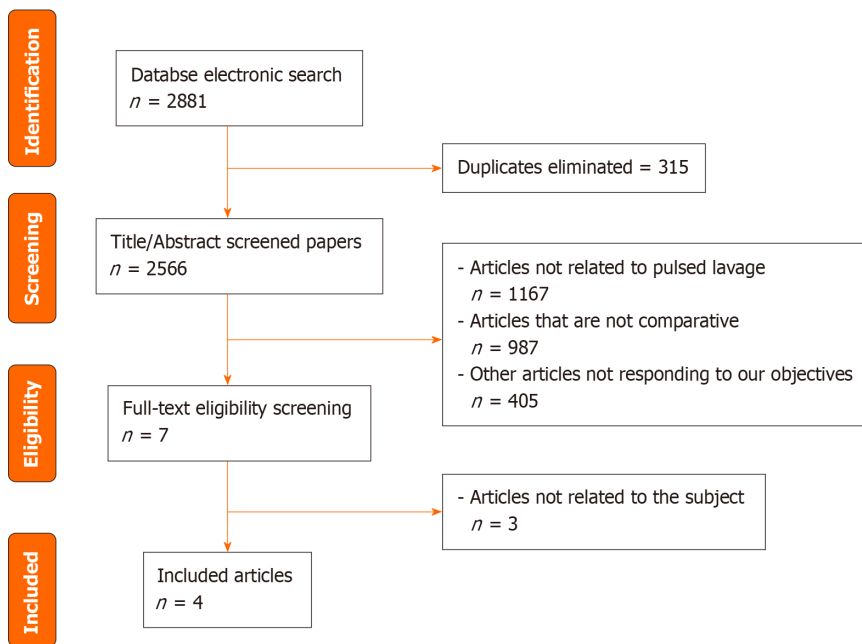 Identification
Databse electronic search
n = 2881
Duplicates eliminated = 315
Screening
Title/Abstract screened papers
n = 2566
- Articles not related to pulsed lavage
n = 1167
- Articles that are not comparative
n = 987
- Other articles not responding to our objectives
n = 405
Eligibility
Full-text eligibility screening
n = 7
- Articles not related to the subject
n = 3
Included
Included articles
n = 4